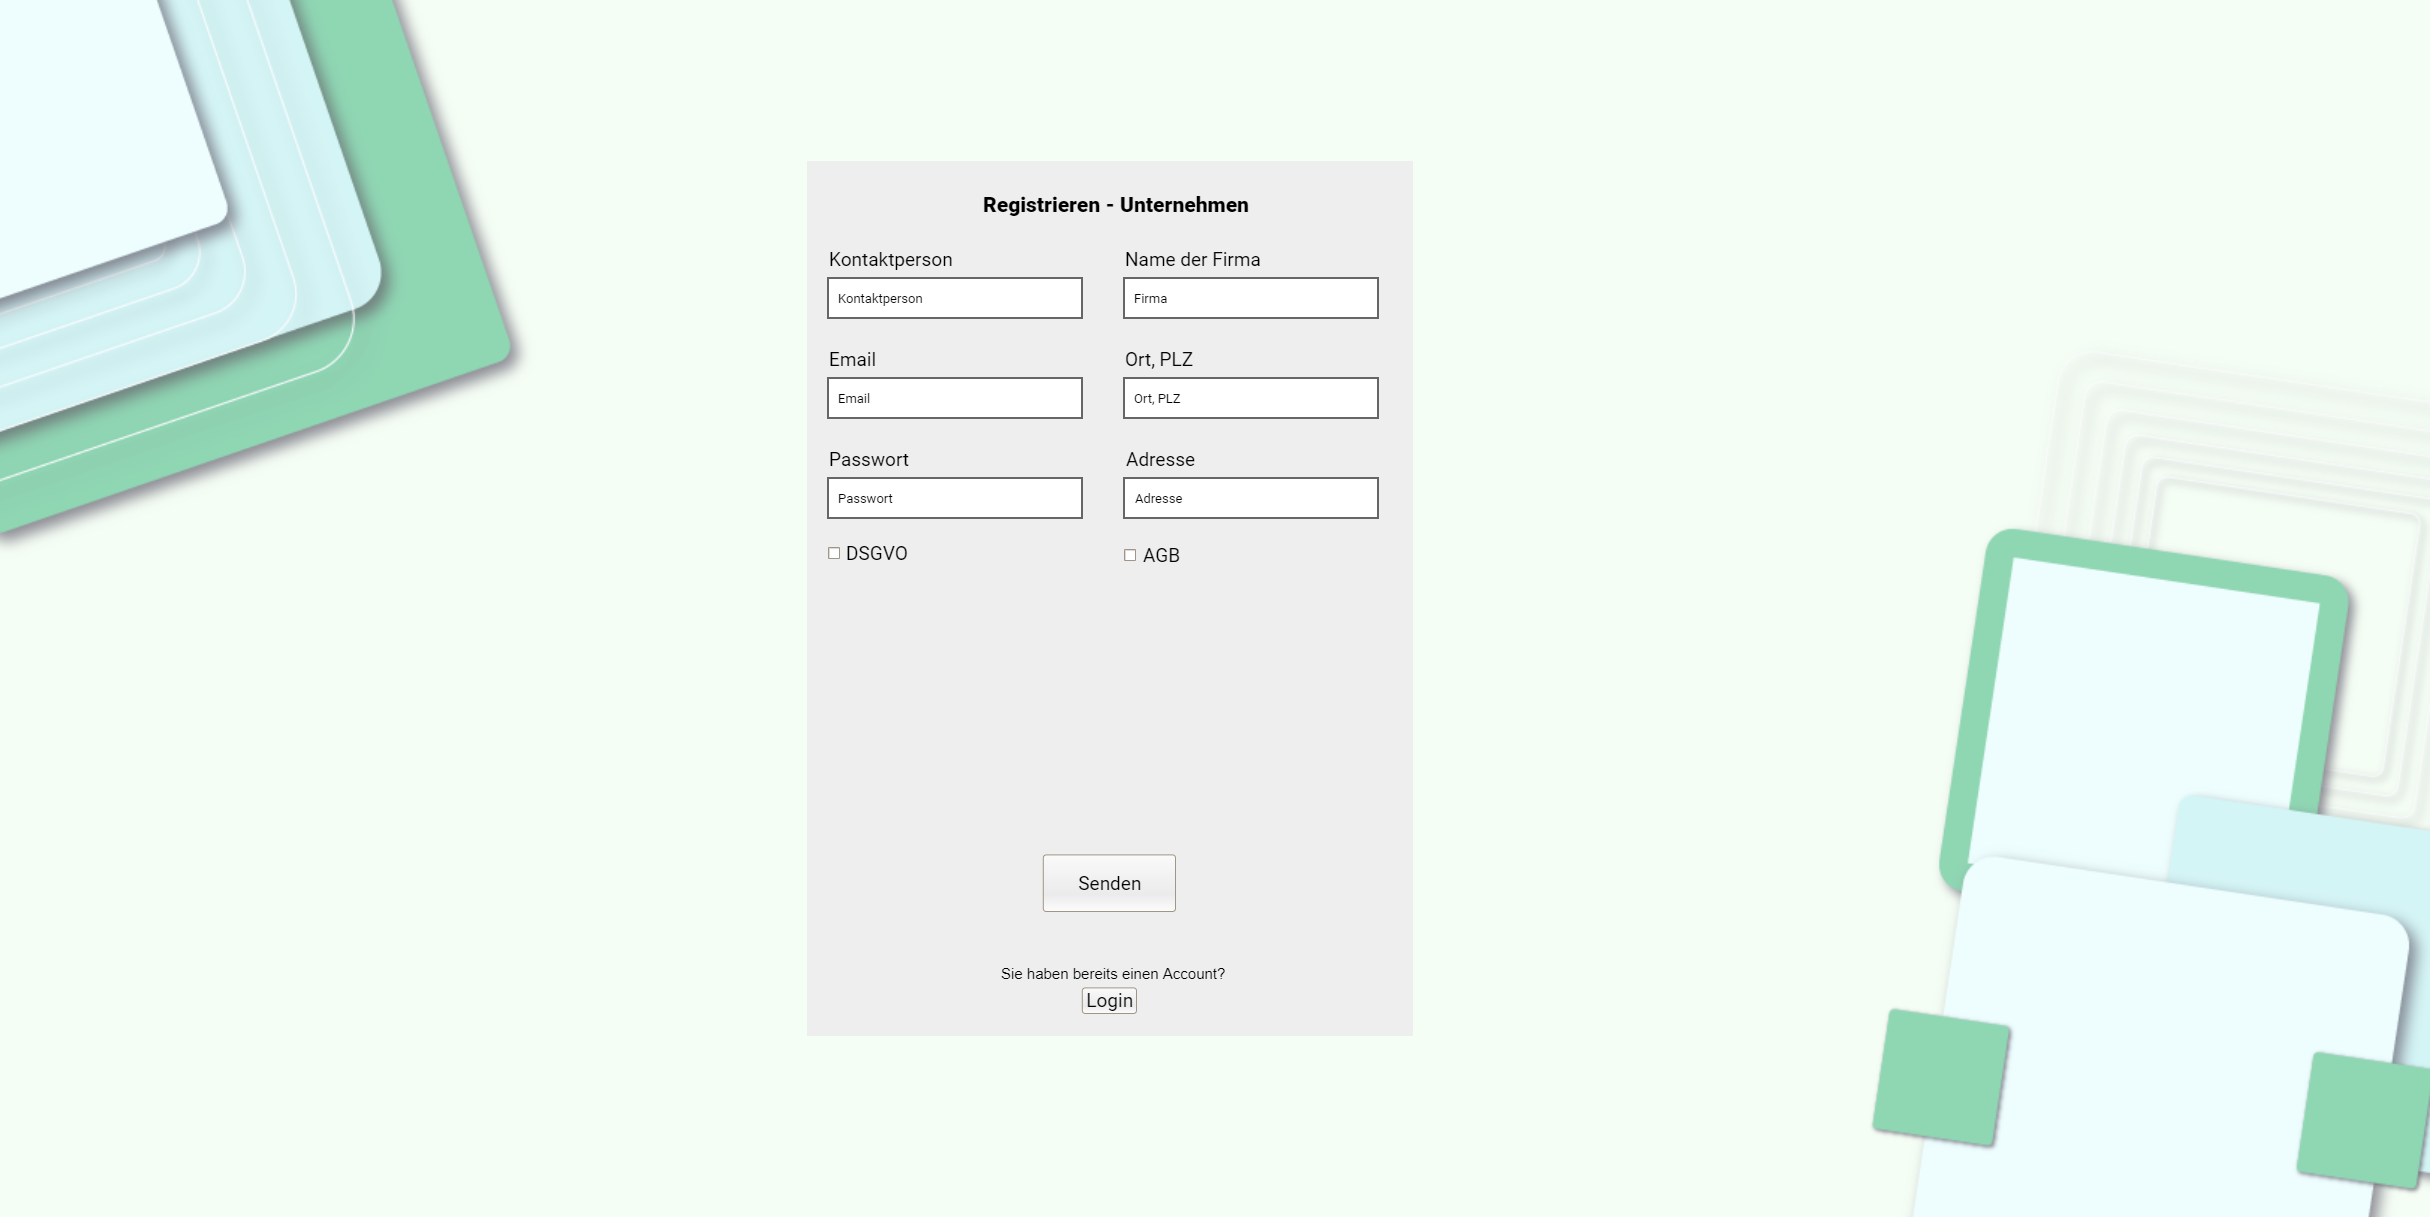 Registrieren - Unternehmen
Kontaktperson
Name der Firma
Kontaktperson
Firma
Email
Ort, PLZ
Email
Ort, PLZ
Passwort
Adresse
Passwort
Adresse
DSGVO
AGB
Senden
Sie haben bereits einen Account?
Login